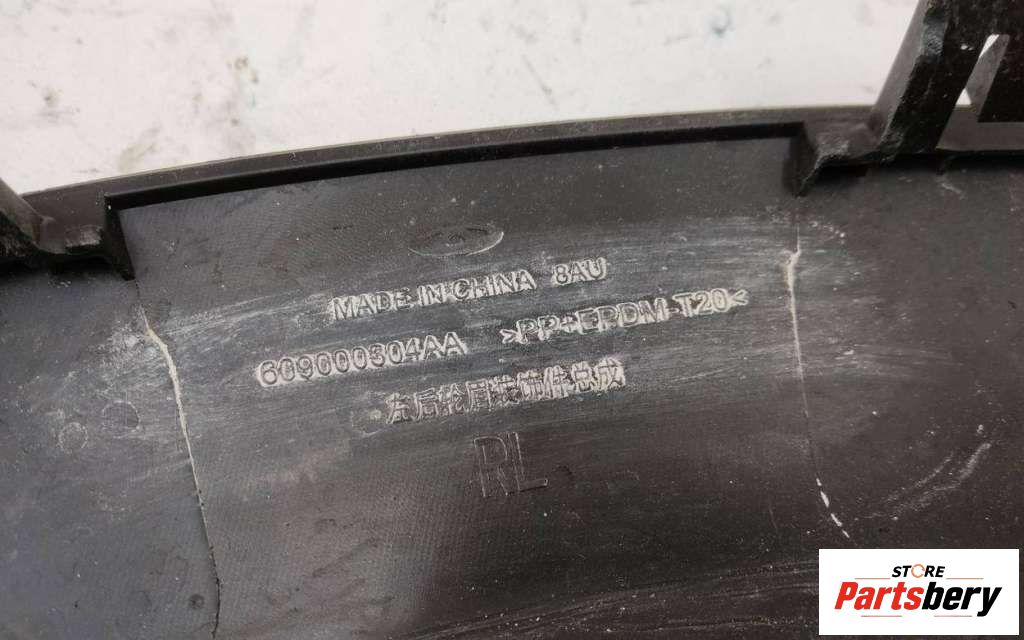 MADE IN CHINA 8AU
609000304AA >PP+EPDM-T20<
左后轮眉装饰件总成
RL
STORE
Partsbery